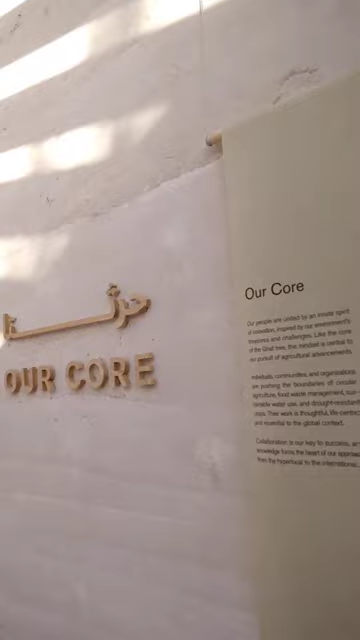 حرثنا
OUR CORE
Our Core
Our people are united by an innate spirit
of innovation, inspired by our environment's
treasures and challenges. Like the core
of the Ghaf tree, this mindset is central to
our pursuit of agricultural advancements.
Individuals, communities, and organisations
are pushing the boundaries of circular
agriculture, food waste management, sus-
tainable water use, and drought-resistant
crops. Their work is thoughtful, life-centric
and essential to the global context.
Collaboration is our key to success, and
knowledge forms the heart of our approach
from the hyperlocal to the international.